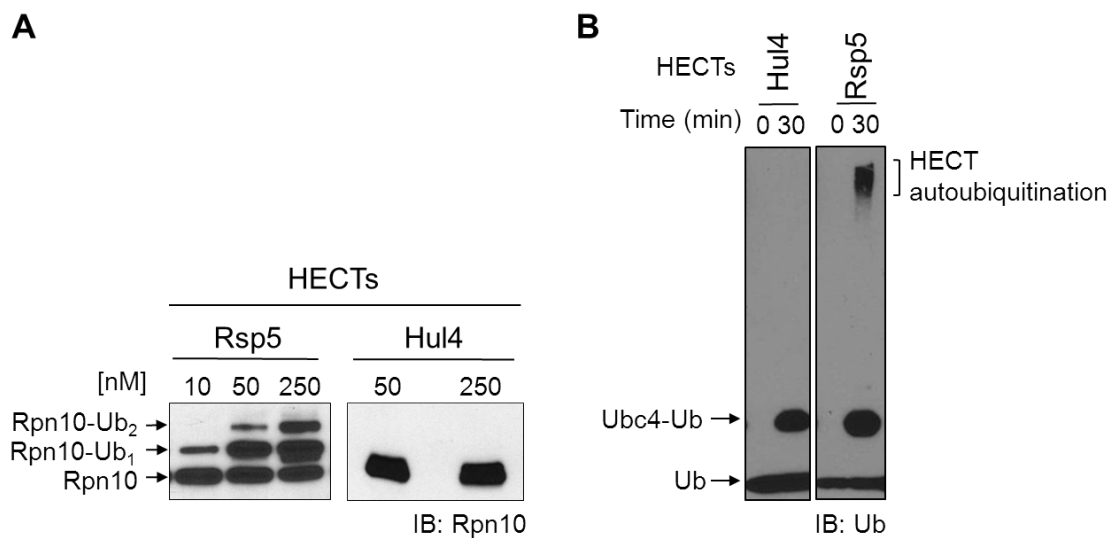 A
HECTs
Rsp5 Hul4
[nM] 10 50 250 50 250
Rpn10-Ub2
Rpn10-Ub1
Rpn10
IB: Rpn10
B
HECTs Hul4 Rsp5
Time (min) 0 30 0 30
HECT
autoubiquitination
Ubc4-Ub
Ub
IB: Ub